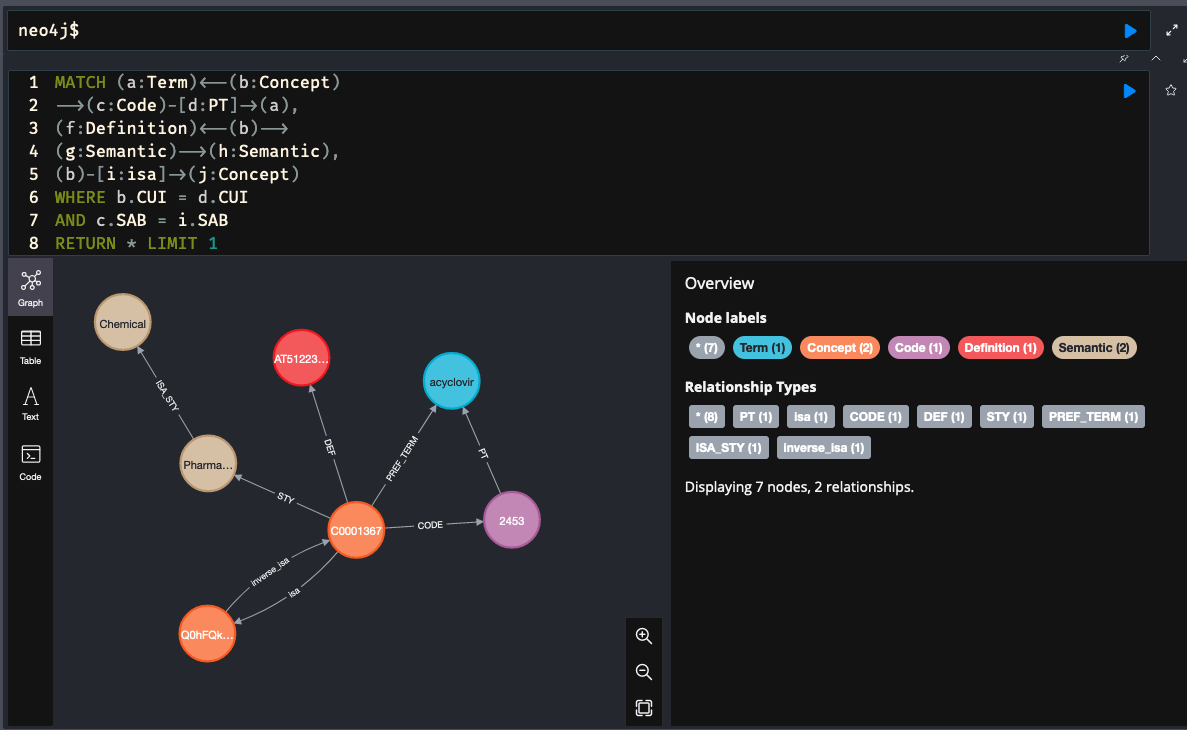 neo4j$
1 MATCH (a:Term)<--(b:Concept)
2 -->(c:Code)-[d:PT]->(a),
3 (f:Definition)<--(b)-->
4 (g:Semantic)-->(h:Semantic),
5 (b)-[i:isa]->(j:Concept)
6 WHERE b.CUI = d.CUI
7 AND c.SAB = i.SAB
8 RETURN * LIMIT 1
Graph
Table
Text
Code
Chemical
AT51223...
acyclovir
ISA_STY
DEF
PREF_TERM
PT
Pharma...
STY
C0001367
CODE
2453
inverse_isa
isa
Q0hFQk...
Overview
Node labels
* (7) Term (1) Concept (2) Code (1) Definition (1) Semantic (2)
Relationship Types
* (8) PT (1) isa (1) CODE (1) DEF (1) STY (1) PREF_TERM (1)
ISA_STY (1) inverse_isa (1)
Displaying 7 nodes, 2 relationships.